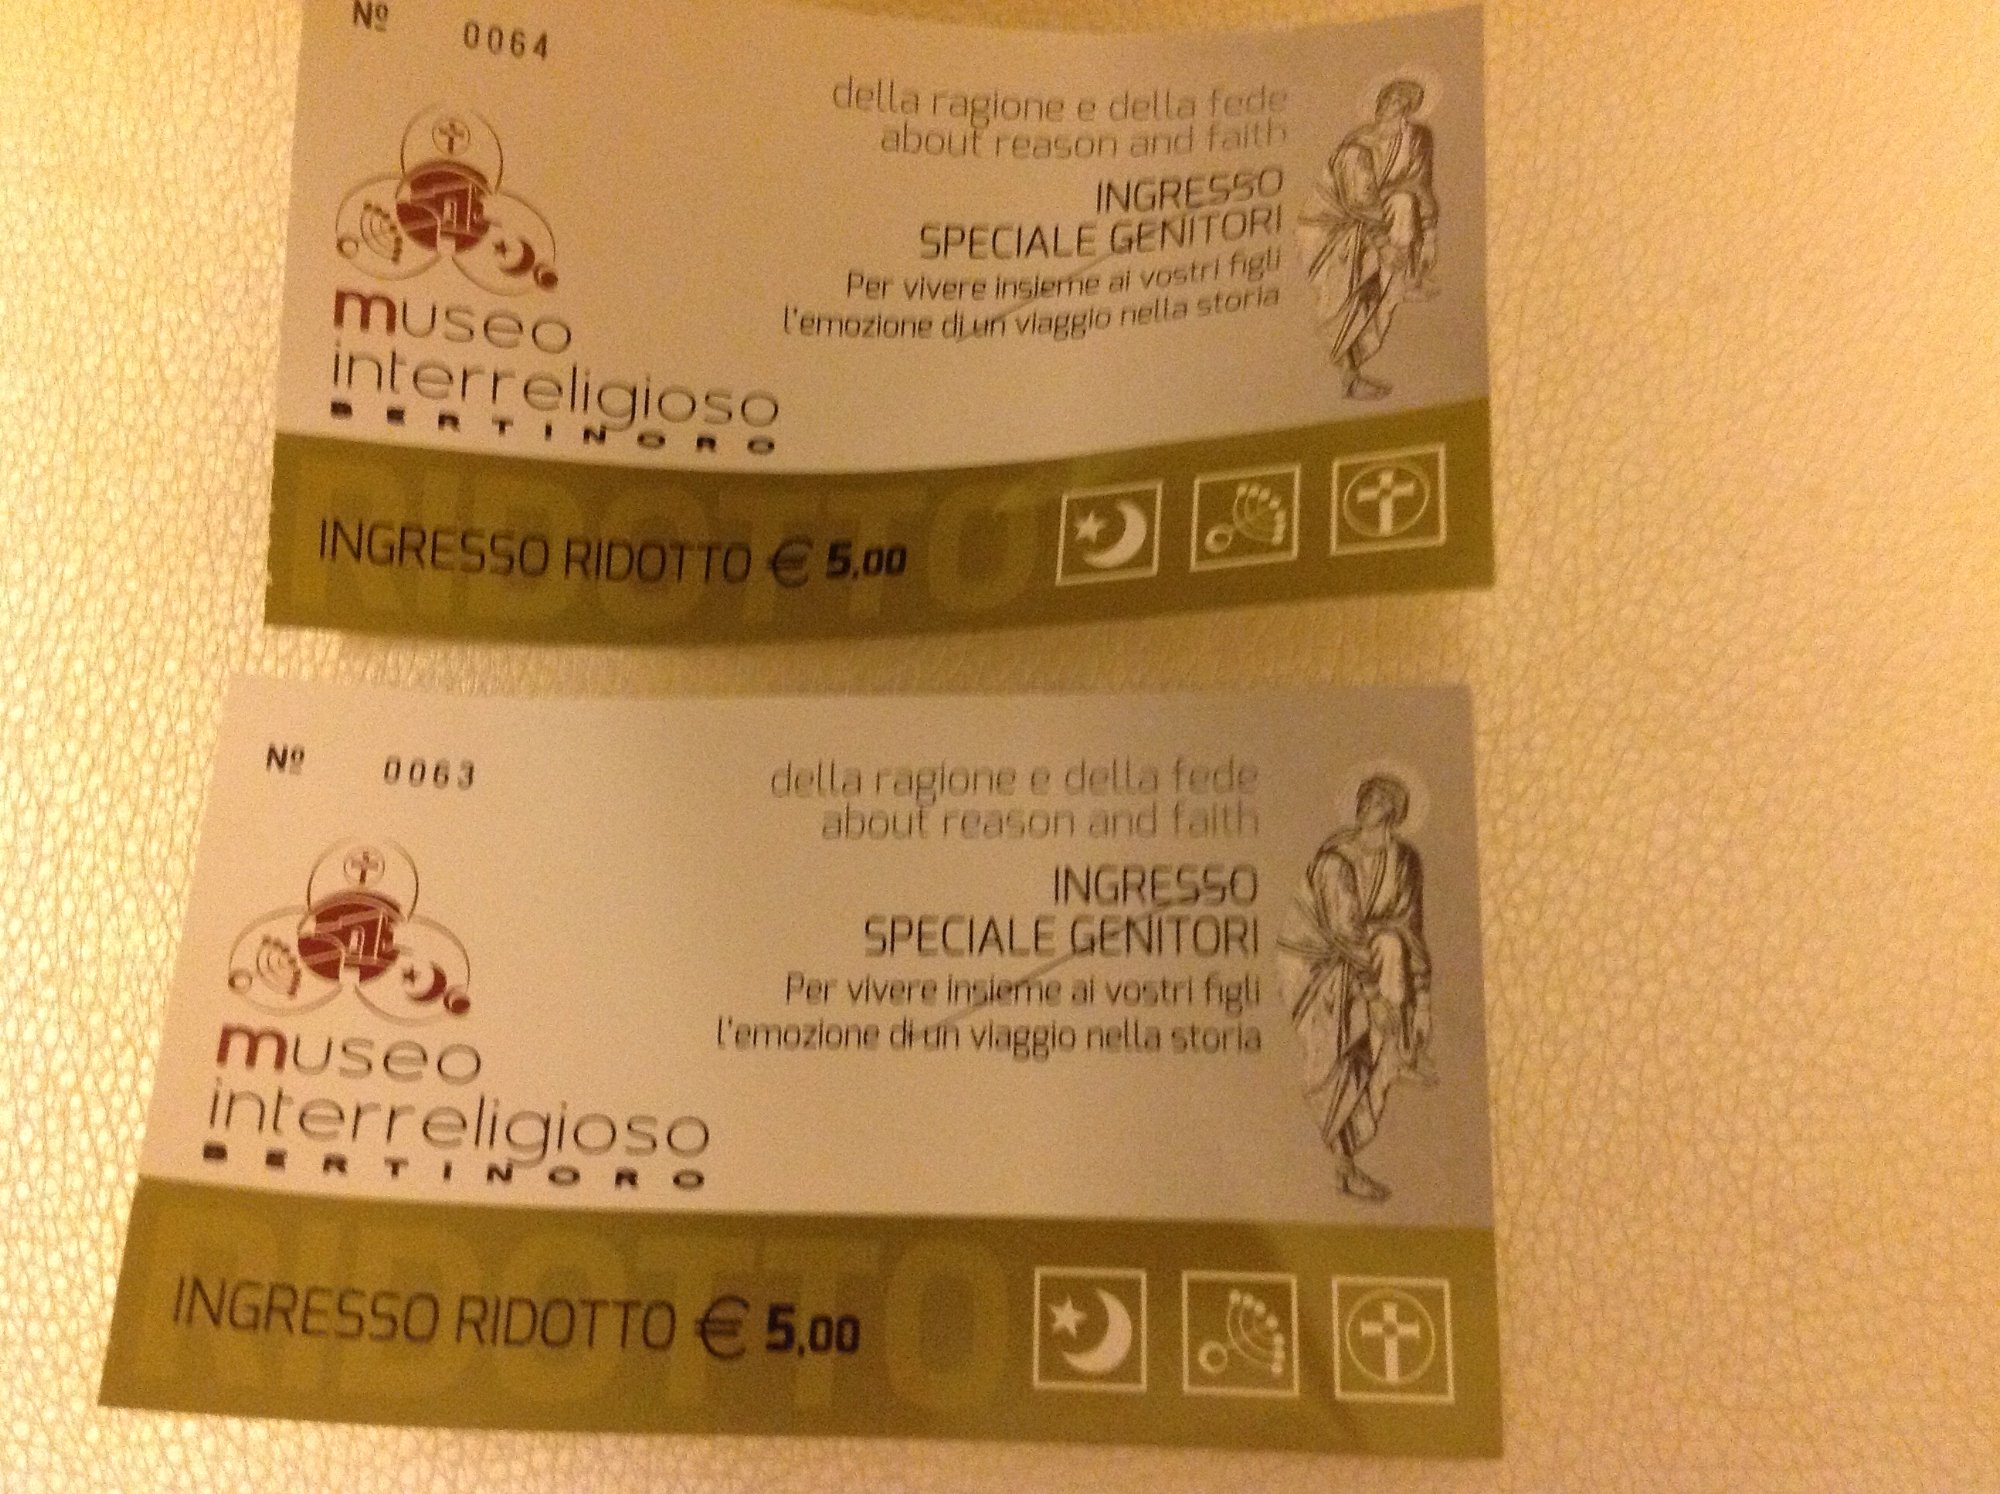 Nº 0064
della ragione e della fede
about reason and faith
INGRESSO
SPECIALE GENITORI
Per vivere insieme ai vostri figli
l'emozione di un viaggio nella storia
museo
interreligioso
BERTINORO
RIDOTTO
INGRESSO RIDOTTO € 5,00
Nº 0063
della ragione e della fede
about reason and faith
INGRESSO
SPECIALE GENITORI
Per vivere insieme ai vostri figli
l'emozione di un viaggio nella storia
museo
interreligioso
BERTINORO
RIDOTTO
INGRESSO RIDOTTO € 5,00